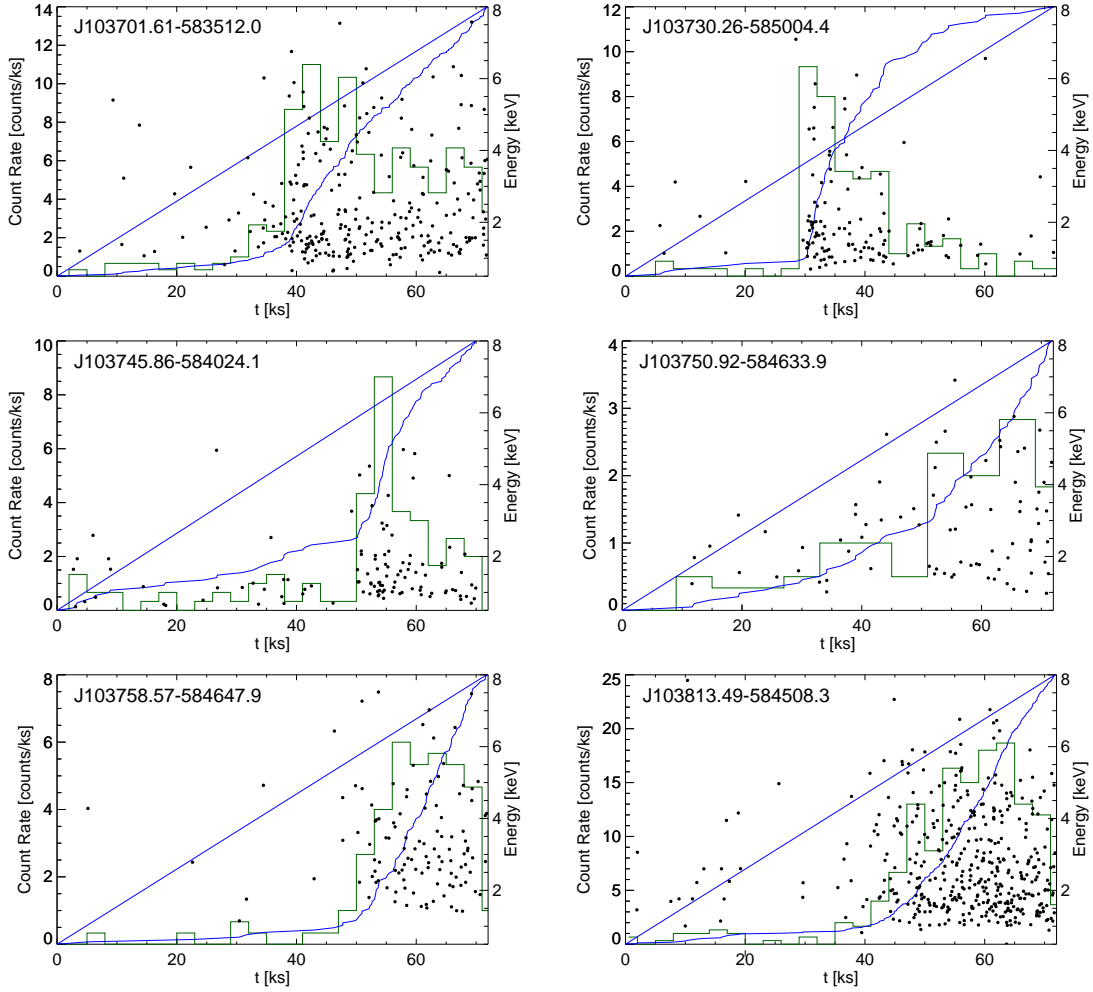 J103701.61-583512.0
Count Rate [counts/ks]
14
12
10
8
6
4
2
0
0 20 40 60
t [ks]
8
6
4
2
Energy [keV]
J103730.26-585004.4
Count Rate [counts/ks]
12
10
8
6
4
2
0
0 20 40 60
t [ks]
8
6
4
2
Energy [keV]
J103745.86-584024.1
Count Rate [counts/ks]
10
8
6
4
2
0
0 20 40 60
t [ks]
8
6
4
2
Energy [keV]
J103750.92-584633.9
Count Rate [counts/ks]
4
3
2
1
0
0 20 40 60
t [ks]
8
6
4
2
Energy [keV]
J103758.57-584647.9
Count Rate [counts/ks]
8
6
4
2
0
0 20 40 60
t [ks]
8
6
4
2
Energy [keV]
J103813.49-584508.3
Count Rate [counts/ks]
25
20
15
10
5
0
0 20 40 60
t [ks]
8
6
4
2
Energy [keV]